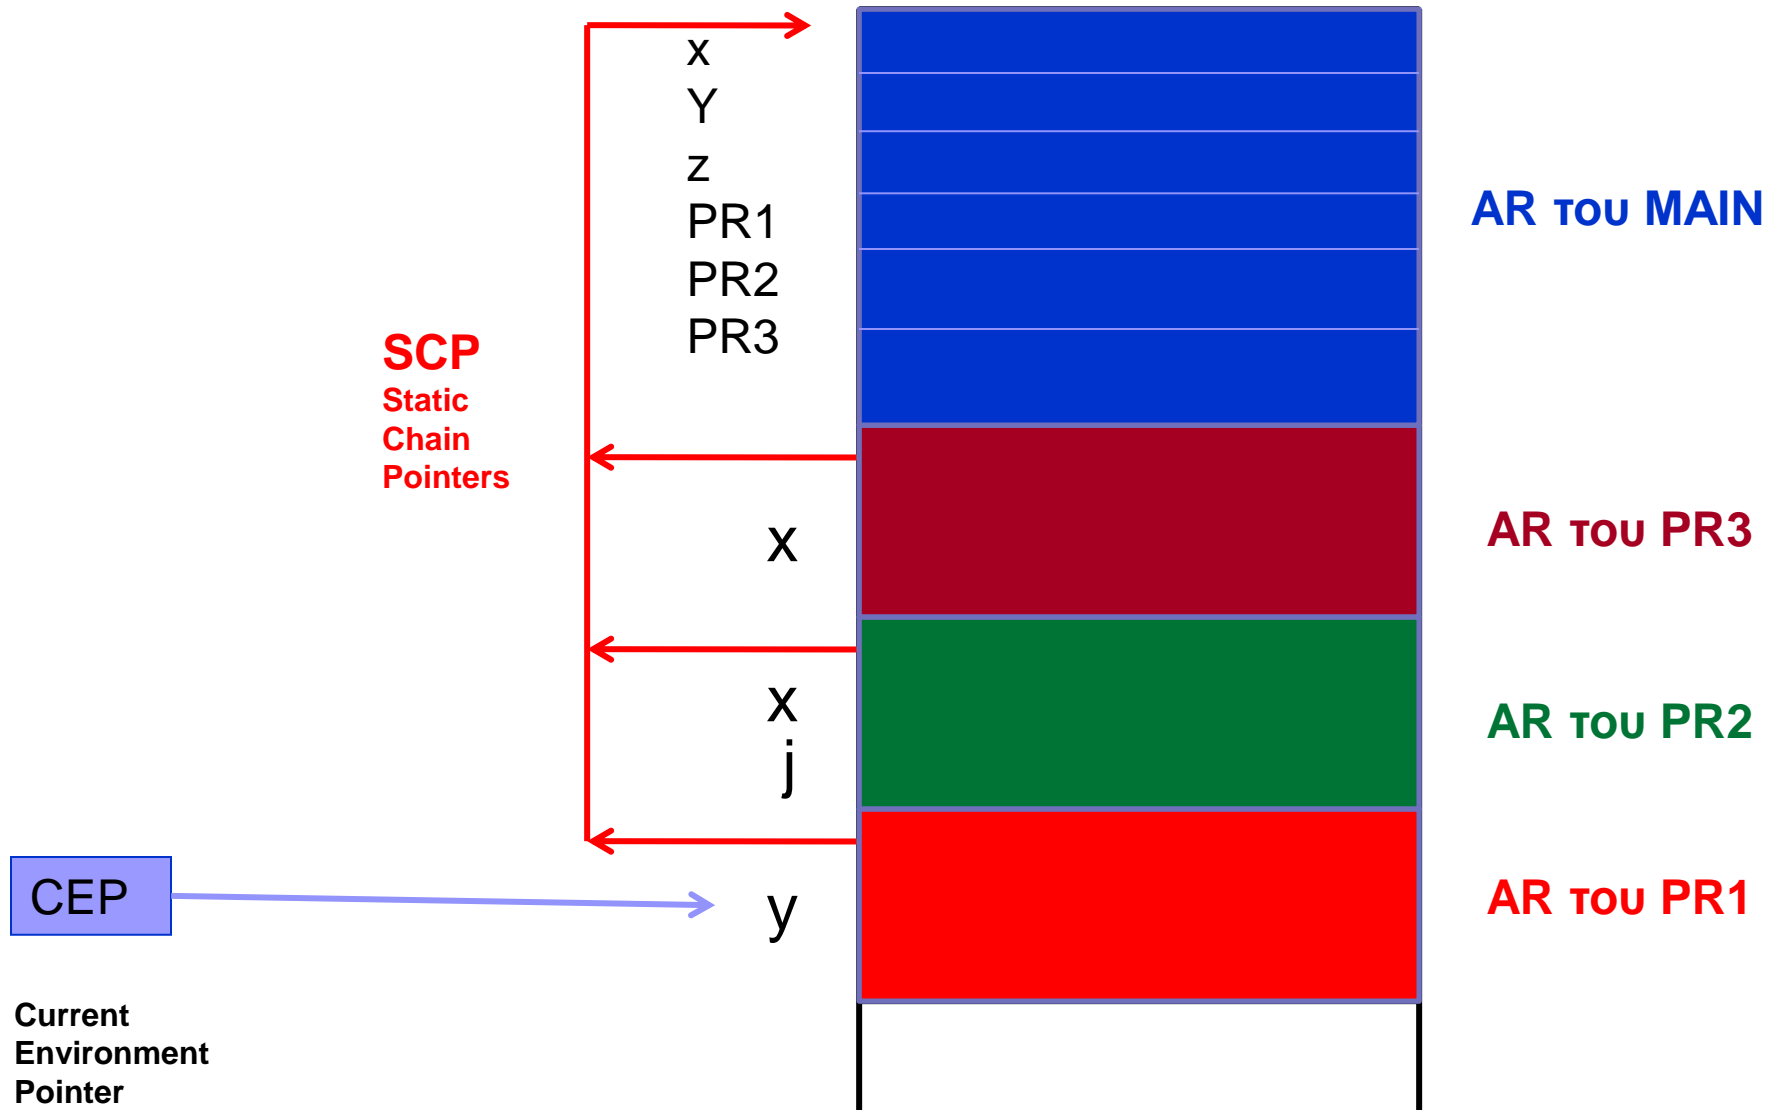 x
Y
z
PR1
PR2
PR3
AR του MAIN
SCP
Static
Chain
Pointers
x
AR του PR3
x
j
AR του PR2
CEP
y
AR του PR1
Current
Environment
Pointer